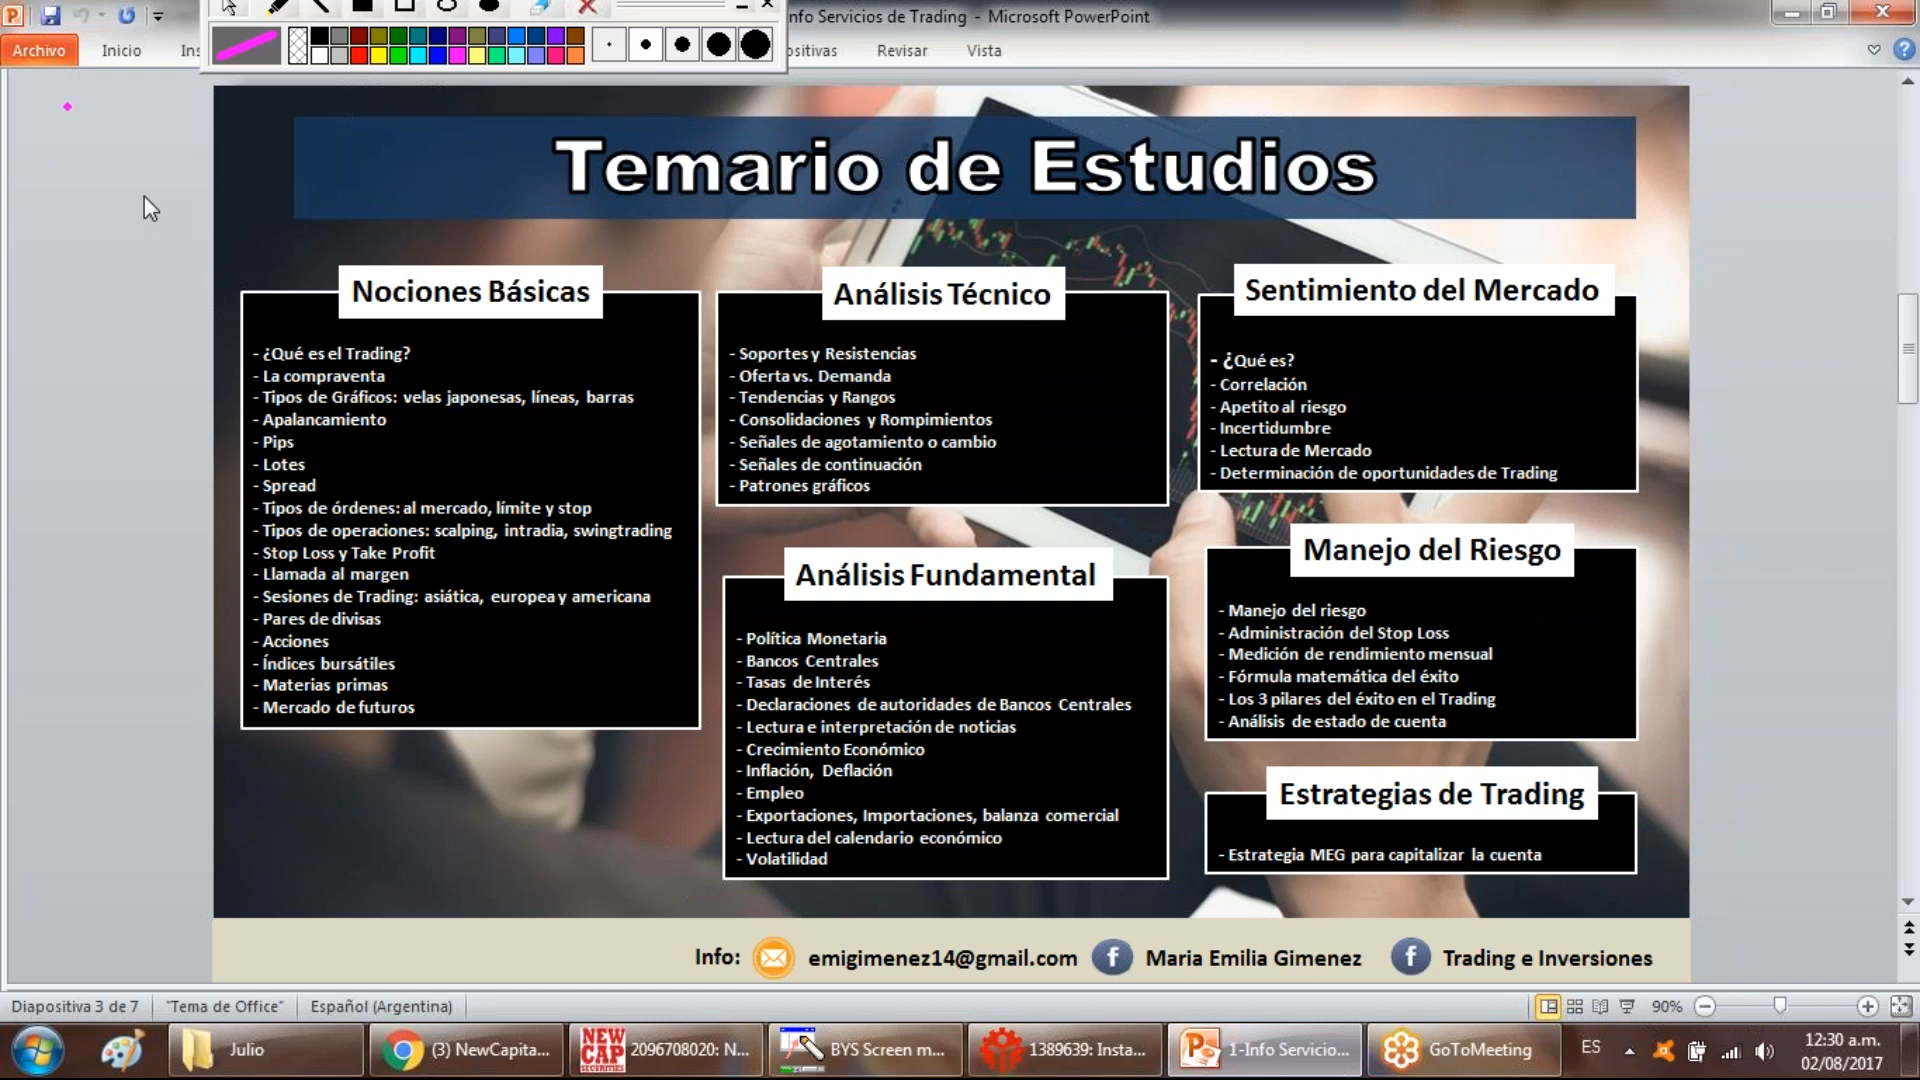 Info Servicios de Trading - Microsoft PowerPoint
Archivo
Inicio
Revisar
Vista
Temario de Estudios
Nociones Básicas
- ¿Qué es el Trading?
- La compraventa
- Tipos de Gráficos: velas japonesas, líneas, barras
- Apalancamiento
- Pips
- Lotes
- Spread
- Tipos de órdenes: al mercado, límite y stop
- Tipos de operaciones: scalping, intradia, swingtrading
- Stop Loss y Take Profit
- Llamada al margen
- Sesiones de Trading: asiática, europea y americana
- Pares de divisas
- Acciones
- Índices bursátiles
- Materias primas
- Mercado de futuros
Análisis Técnico
- Soportes y Resistencias
- Oferta vs. Demanda
- Tendencias y Rangos
- Consolidaciones y Rompimientos
- Señales de agotamiento o cambio
- Señales de continuación
- Patrones gráficos
Análisis Fundamental
- Política Monetaria
- Bancos Centrales
- Tasas de Interés
- Declaraciones de autoridades de Bancos Centrales
- Lectura e interpretación de noticias
- Crecimiento Económico
- Inflación, Deflación
- Empleo
- Exportaciones, Importaciones, balanza comercial
- Lectura del calendario económico
- Volatilidad
Sentimiento del Mercado
- ¿Qué es?
- Correlación
- Apetito al riesgo
- Incertidumbre
- Lectura de Mercado
- Determinación de oportunidades de Trading
Manejo del Riesgo
- Manejo del riesgo
- Administración del Stop Loss
- Medición de rendimiento mensual
- Fórmula matemática del éxito
- Los 3 pilares del éxito en el Trading
- Análisis de estado de cuenta
Estrategias de Trading
- Estrategia MEG para capitalizar la cuenta
Info: emigimenez14@gmail.com Maria Emilia Gimenez Trading e Inversiones
Diapositiva 3 de 7 "Tema de Office" Español (Argentina) 90%
Julio
(3) NewCapita...
NEW CAP SECURITIES
2096708020: N...
BYS Screen m...
1389639: Insta...
1-Info Servicio...
GoToMeeting
ES
12:30 a.m.
02/08/2017